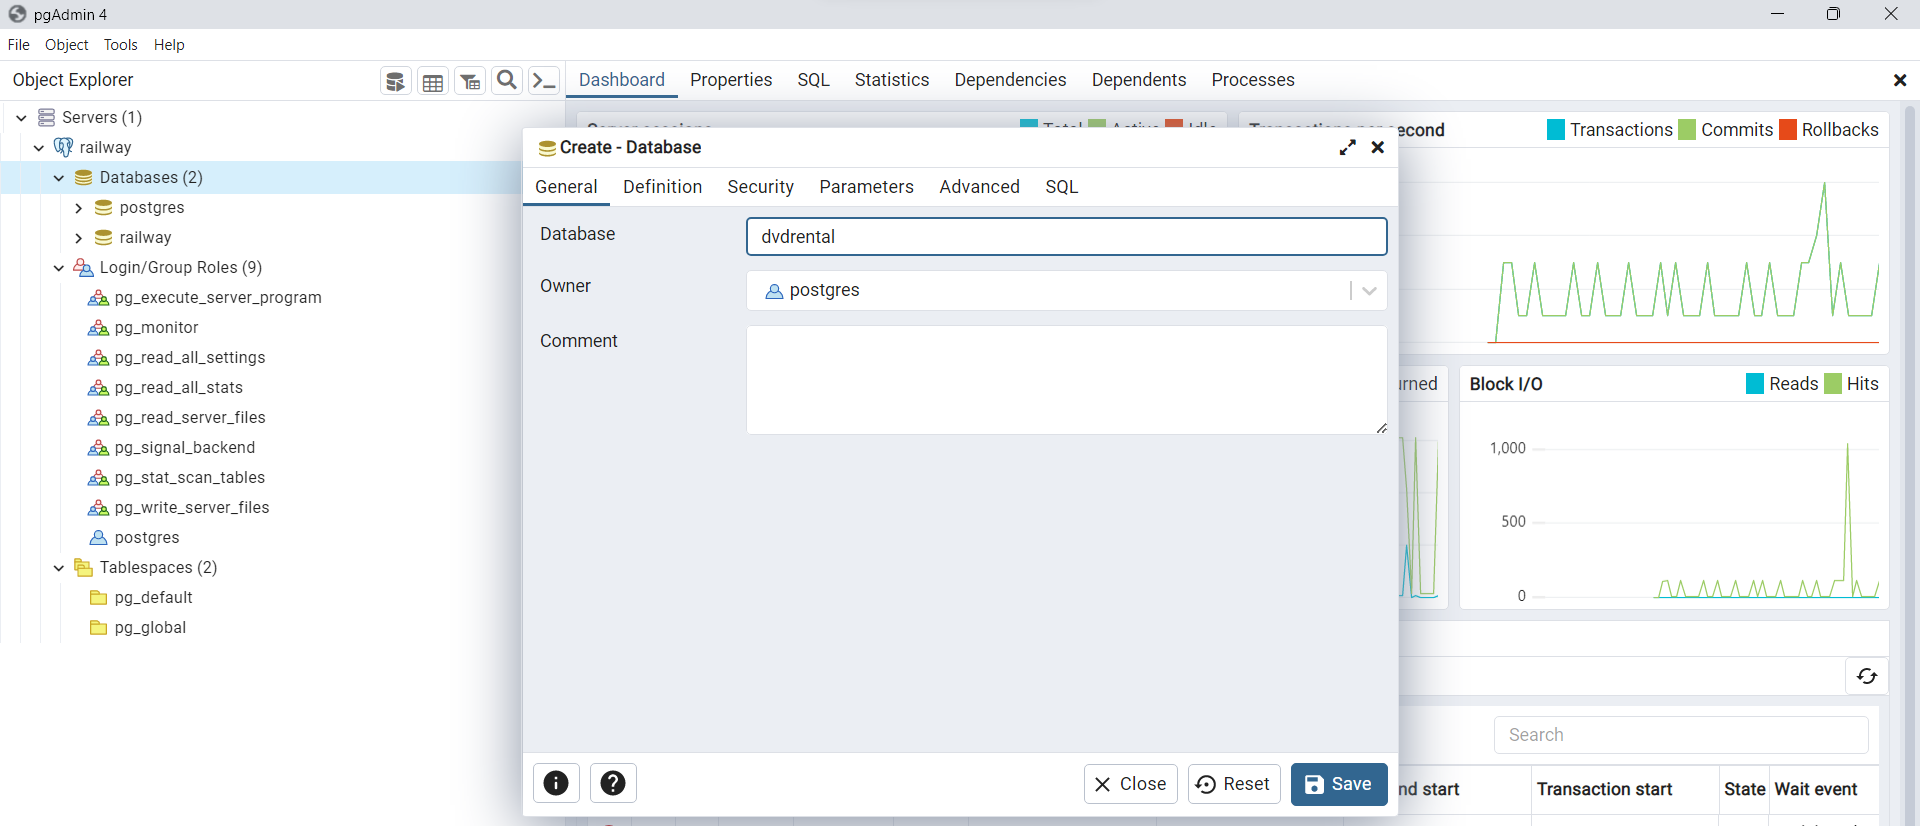 pgAdmin 4
File Object Tools Help
Object Explorer
Dashboard Properties SQL Statistics Dependencies Dependents Processes
Servers (1)
railway
Databases (2)
postgres
railway
Login/Group Roles (9)
pg_execute_server_program
pg_monitor
pg_read_all_settings
pg_read_all_stats
pg_read_server_files
pg_signal_backend
pg_stat_scan_tables
pg_write_server_files
postgres
Tablespaces (2)
pg_default
pg_global
Transactions Commits Rollbacks
Create - Database
General Definition Security Parameters Advanced SQL
Database
dvdrental
Owner
postgres
Comment
Close Reset Save
Block I/O
Reads Hits
1,000
500
0
Search
start
Transaction start
State
Wait event